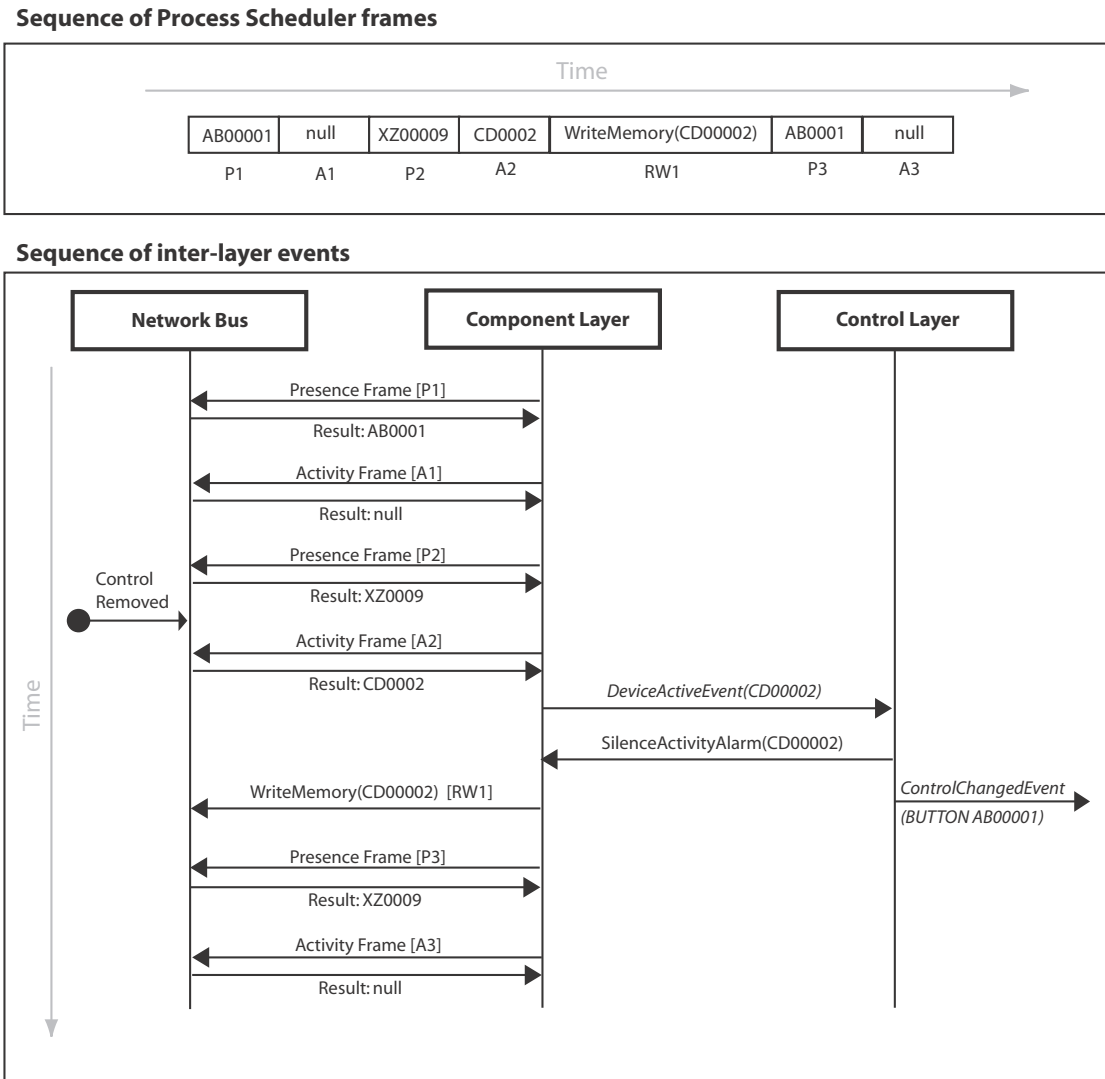 Sequence of Process Scheduler frames
Time
AB00001 null XZ00009 CD0002 WriteMemory(CD00002) AB0001 null
P1 A1 P2 A2 RW1 P3 A3
Sequence of inter-layer events
Network Bus Component Layer Control Layer
Presence Frame [P1]
Result: AB0001
Activity Frame [A1]
Result: null
Presence Frame [P2]
Result: XZ0009
Control
Removed
Activity Frame [A2]
Result: CD0002
Time
DeviceActiveEvent(CD00002)
SilenceActivityAlarm(CD00002)
WriteMemory(CD00002) [RW1]
ControlChangedEvent
(BUTTON AB00001)
Presence Frame [P3]
Result: XZ0009
Activity Frame [A3]
Result: null